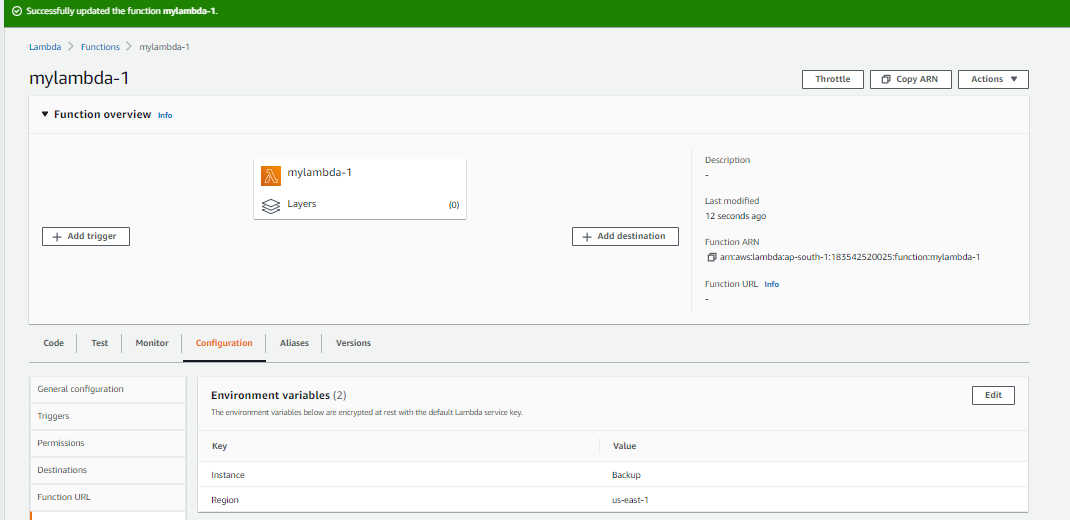 Successfully updated the function mylambda-1.
Lambda > Functions > mylambda-1
mylambda-1
Throttle
Copy ARN
Actions
Function overview Info
mylambda-1
Layers (0)
Add trigger
Add destination
Description
-
Last modified
12 seconds ago
Function ARN
arn:aws:lambda:ap-south-1:183542520025:function:mylambda-1
Function URL Info
-
Code Test Monitor Configuration Aliases Versions
General configuration
Triggers
Permissions
Destinations
Function URL
Environment variables (2)
Edit
The environment variables below are encrypted at rest with the default Lambda service key.
Key Value
Instance Backup
Region us-east-1